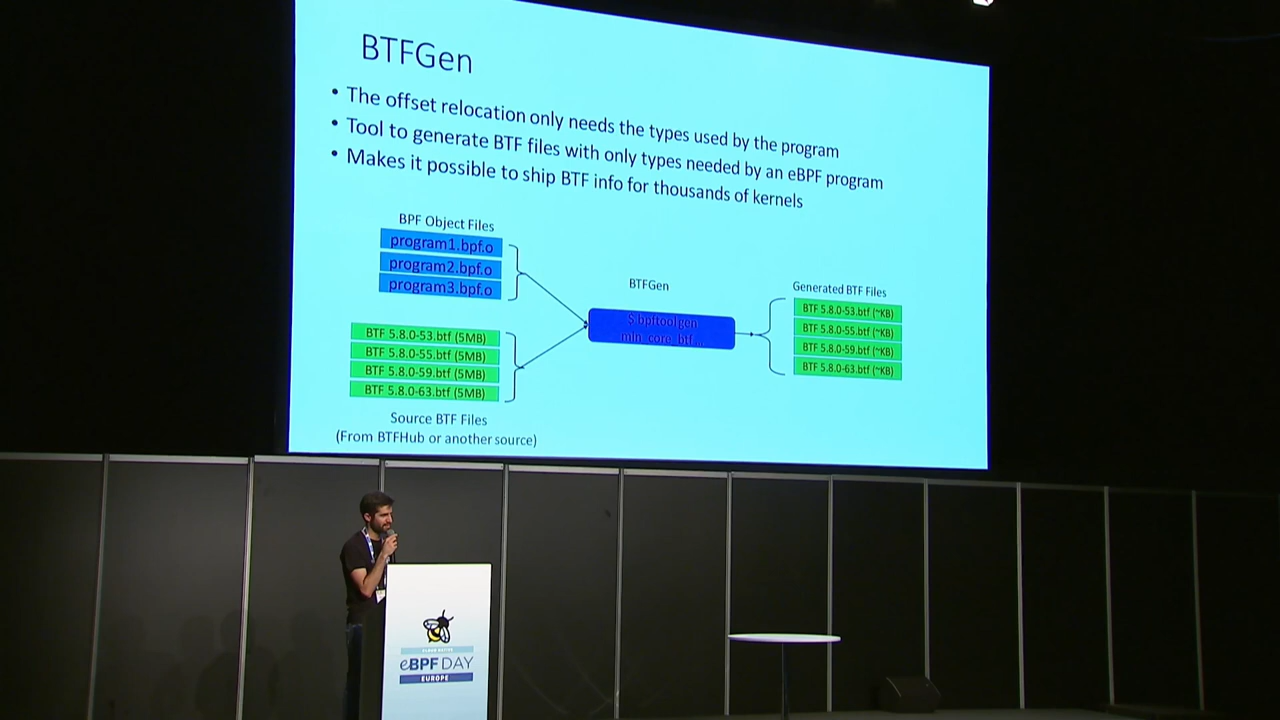 BTFGen
• The offset relocation only needs the types used by the program
• Tool to generate BTF files with only types needed by an eBPF program
• Makes it possible to ship BTF info for thousands of kernels
BPF Object Files
program1.bpf.o
program2.bpf.o
program3.bpf.o
BTF 5.8.0-53.btf (5MB)
BTF 5.8.0-55.btf (5MB)
BTF 5.8.0-59.btf (5MB)
BTF 5.8.0-63.btf (5MB)
Source BTF Files
(From BTFHub or another source)
BTFGen
$ bpftool gen
min_core_btf...
Generated BTF Files
BTF 5.8.0-53.btf (~KB)
BTF 5.8.0-55.btf (~KB)
BTF 5.8.0-59.btf (~KB)
BTF 5.8.0-63.btf (~KB)
CLOUD NATIVE
eBPF DAY
EUROPE